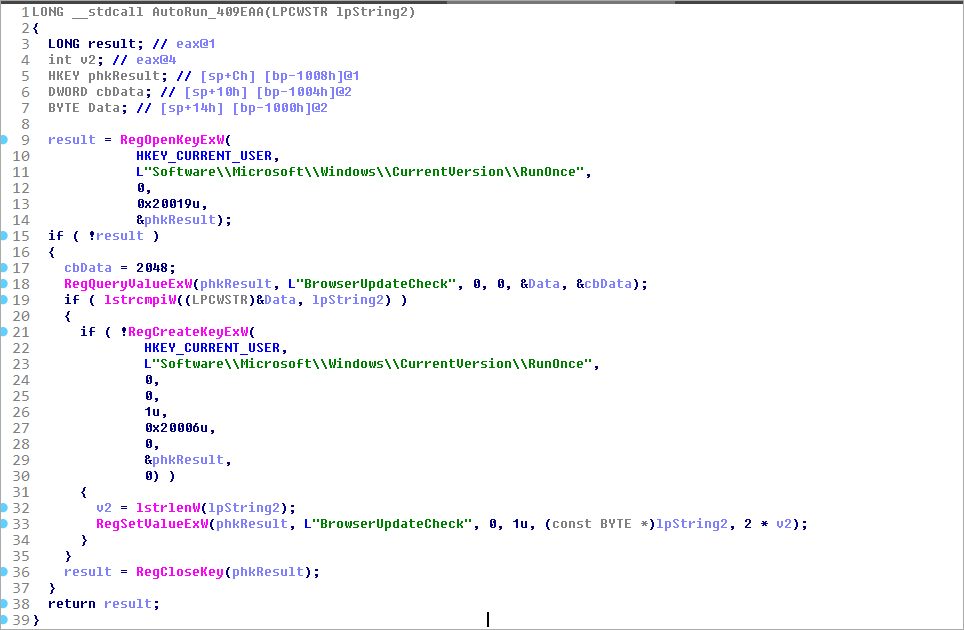 1 LONG __stdcall AutoRun_409EAA(LPCWSTR lpString2)
2 {
3   LONG result; // eax@1
4   int v2; // eax@4
5   HKEY phkResult; // [sp+Ch] [bp-1008h]@1
6   DWORD cbData; // [sp+10h] [bp-1004h]@2
7   BYTE Data; // [sp+14h] [bp-1000h]@2
8
9   result = RegOpenKeyExW(
10              HKEY_CURRENT_USER,
11              L"Software\\Microsoft\\Windows\\CurrentVersion\\RunOnce",
12              0,
13              0x20019u,
14              &phkResult);
15   if ( !result )
16   {
17     cbData = 2048;
18     RegQueryValueExW(phkResult, L"BrowserUpdateCheck", 0, 0, &Data, &cbData);
19     if ( lstrcmpiW((LPCWSTR)&Data, lpString2) )
20     {
21       if ( !RegCreateKeyExW(
22               HKEY_CURRENT_USER,
23               L"Software\\Microsoft\\Windows\\CurrentVersion\\RunOnce",
24               0,
25               0,
26               1u,
27               0x20006u,
28               0,
29               &phkResult,
30               0) )
31       {
32         v2 = lstrlenW(lpString2);
33         RegSetValueExW(phkResult, L"BrowserUpdateCheck", 0, 1u, (const BYTE *)lpString2, 2 * v2);
34       }
35     }
36     result = RegCloseKey(phkResult);
37   }
38   return result;
39 }